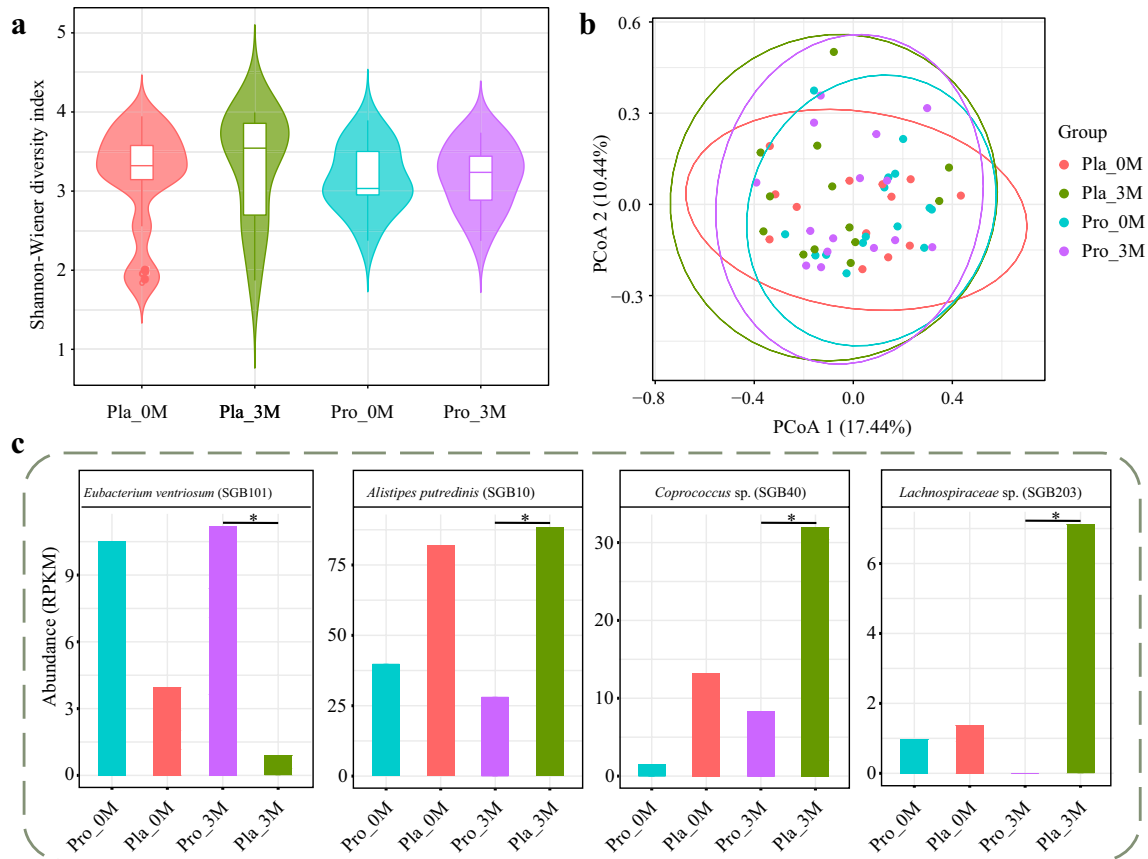 a
Shannon-Wiener diversity index
5
4
3
2
1
Pla_0M
Pla_3M
Pro_0M
Pro_3M
b
PCoA 2 (10.44%)
0.6
0.3
0.0
−0.3
−0.8
−0.4
0.0
0.4
PCoA 1 (17.44%)
Group
Pla_0M
Pla_3M
Pro_0M
Pro_3M
c
Abundance (RPKM)
Eubacterium ventriosum (SGB101)
*
9
6
3
0
Pro_0M
Pla_0M
Pro_3M
Pla_3M
Alistipes putredinis (SGB10)
*
75
50
25
0
Pro_0M
Pla_0M
Pro_3M
Pla_3M
Coprococcus sp. (SGB40)
*
30
20
10
0
Pro_0M
Pla_0M
Pro_3M
Pla_3M
Lachnospiraceae sp. (SGB203)
*
6
4
2
0
Pro_0M
Pla_0M
Pro_3M
Pla_3M